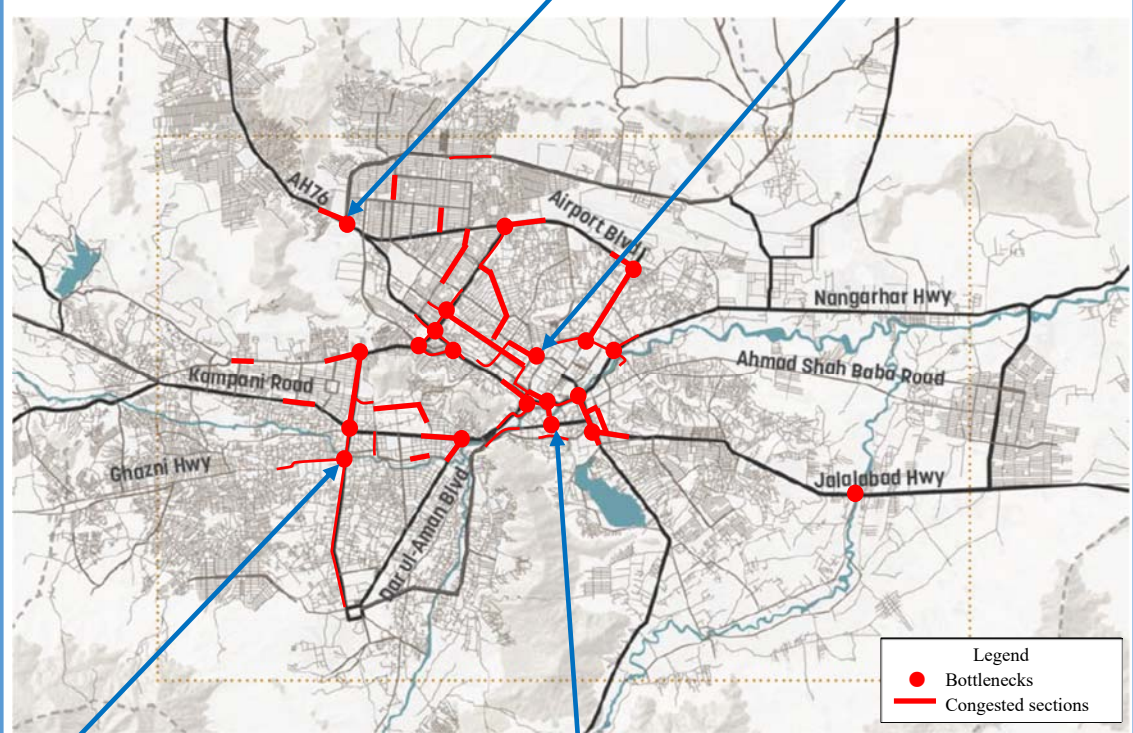 AH76
Airport Blvd
Nangarhar Hwy
Ahmad Shah Baba Road
Kampani Road
Ghazni Hwy
Jalalabad Hwy
Dar ul-Aman Blvd
Legend
Bottlenecks
Congested sections